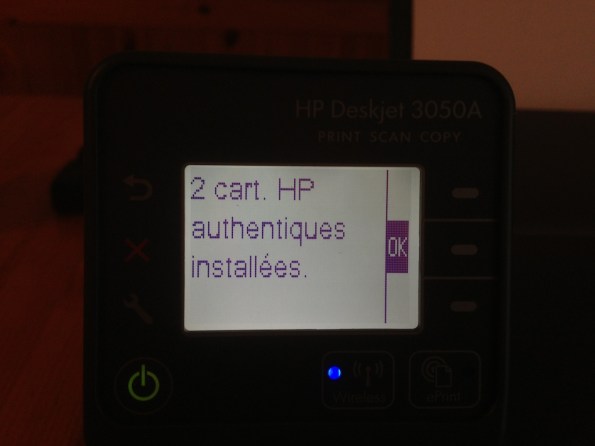 HP Deskjet 3050A
PRINT SCAN COPY
2 cart. HP
authentiques
installées.
OK
Wireless
ePrint